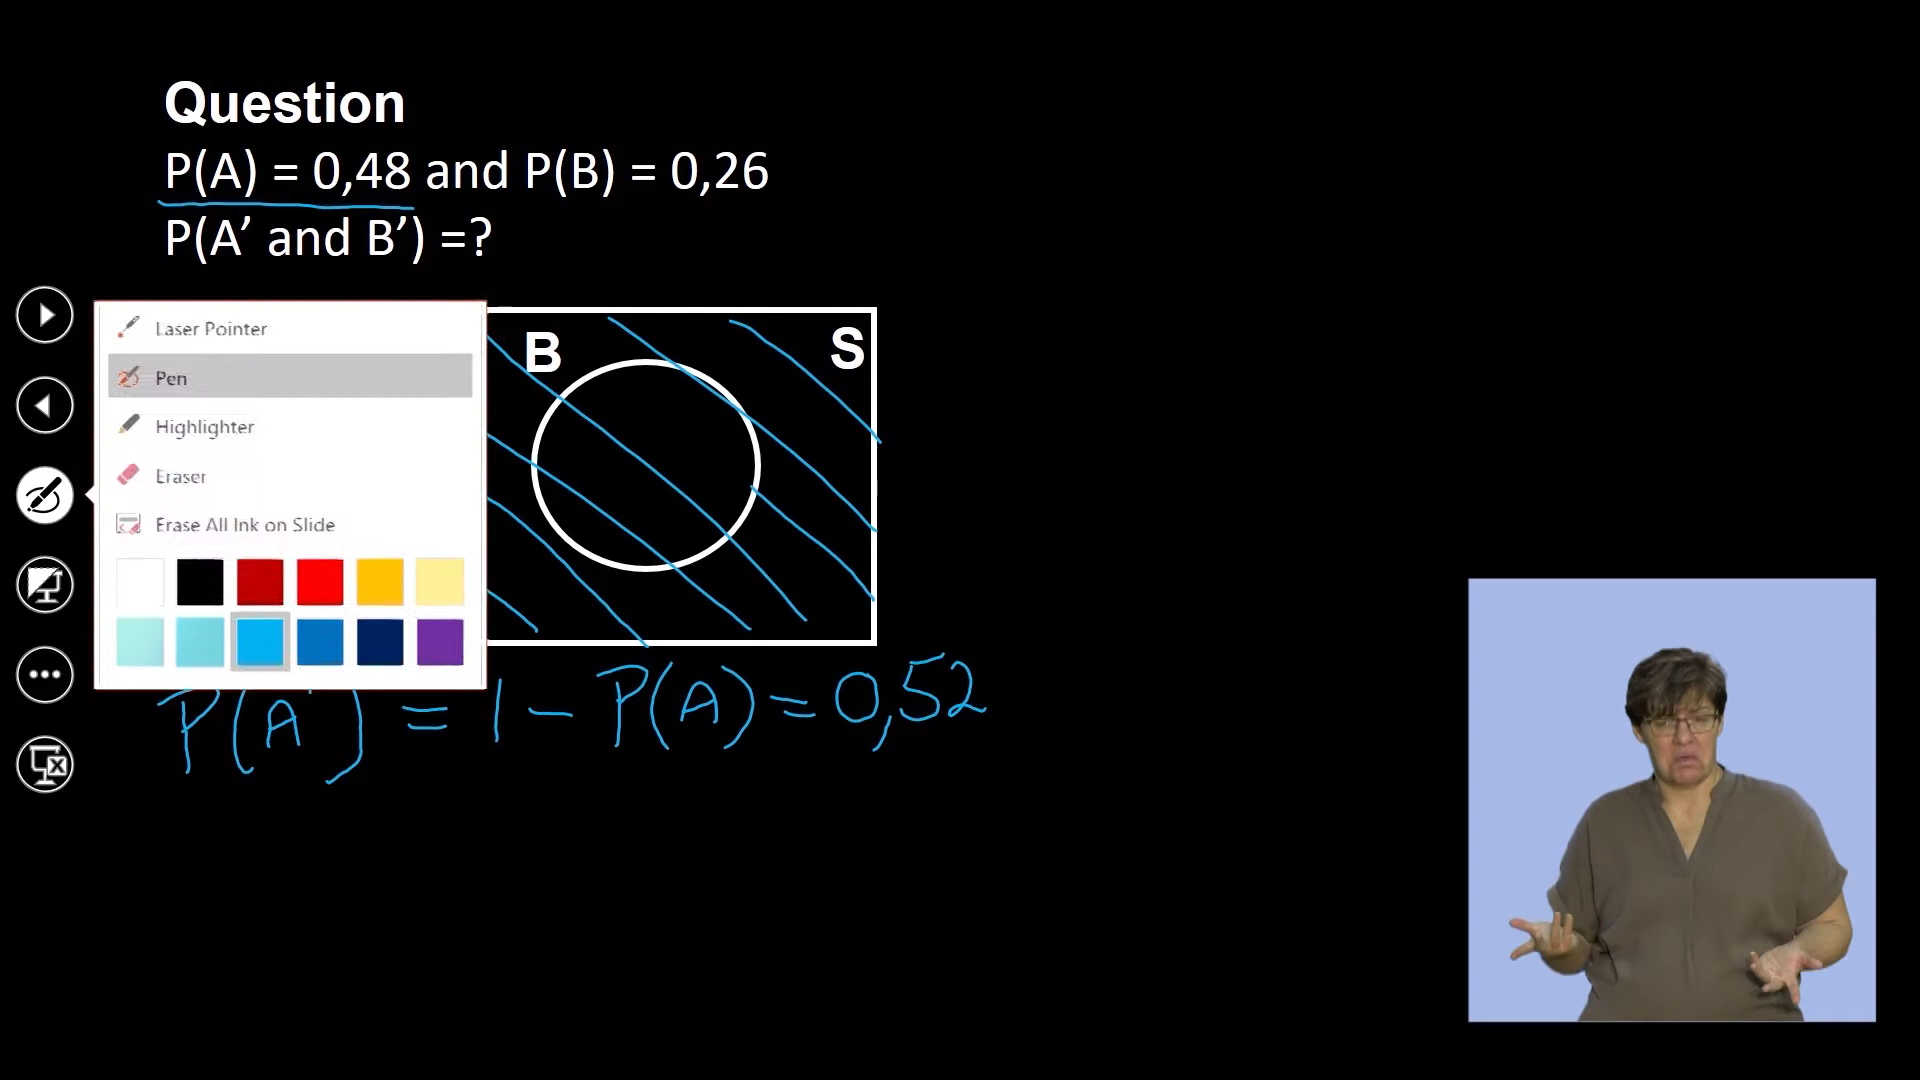 Question
P(A) = 0,48 and P(B) = 0,26
P(A’ and B’) =?
Laser Pointer
Pen
Highlighter
Eraser
Erase All Ink on Slide
B
S
P(A') = 1 - P(A) = 0,52